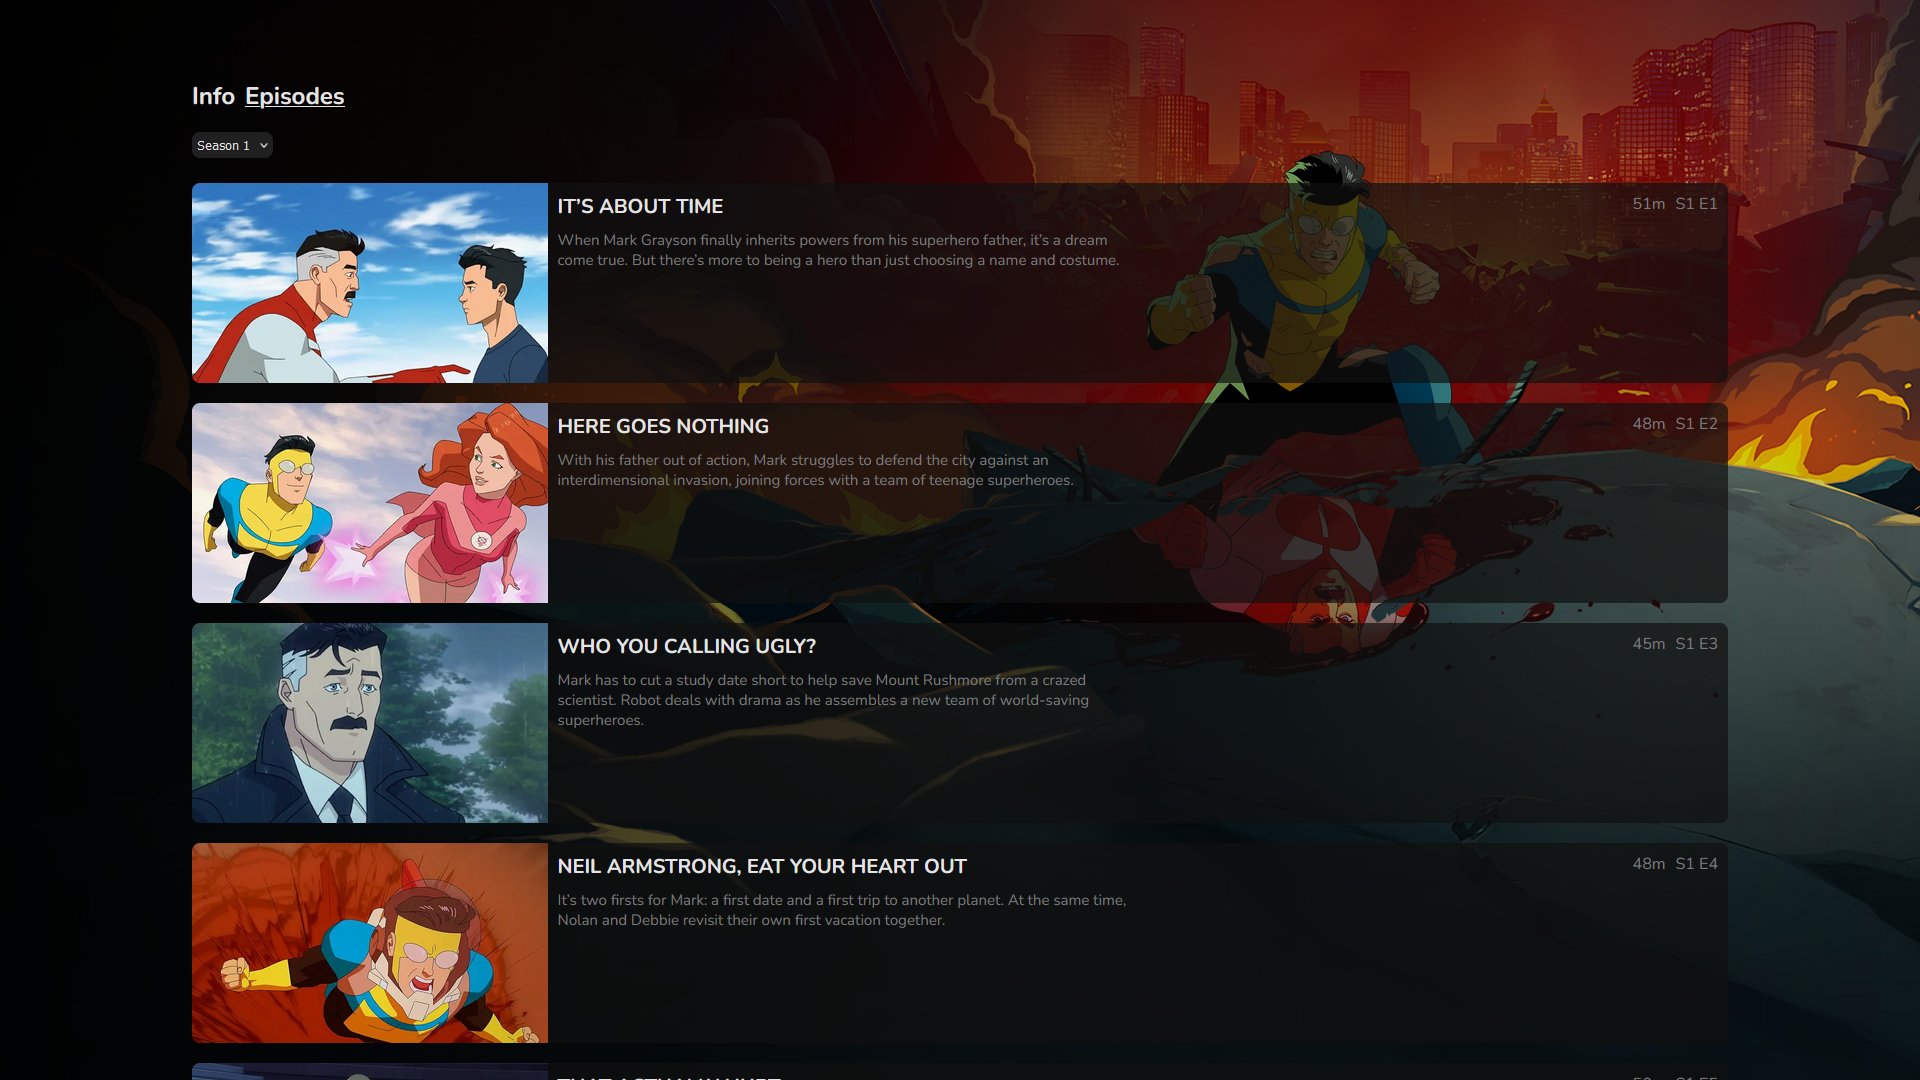 Info Episodes
Season 1
IT’S ABOUT TIME
51m S1 E1
When Mark Grayson finally inherits powers from his superhero father, it’s a dream
come true. But there’s more to being a hero than just choosing a name and costume.
HERE GOES NOTHING
48m S1 E2
With his father out of action, Mark struggles to defend the city against an
interdimensional invasion, joining forces with a team of teenage superheroes.
WHO YOU CALLING UGLY?
45m S1 E3
Mark has to cut a study date short to help save Mount Rushmore from a crazed
scientist. Robot deals with drama as he assembles a new team of world-saving
superheroes.
NEIL ARMSTRONG, EAT YOUR HEART OUT
48m S1 E4
It’s two firsts for Mark: a first date and a first trip to another planet. At the same time,
Nolan and Debbie revisit their own first vacation together.